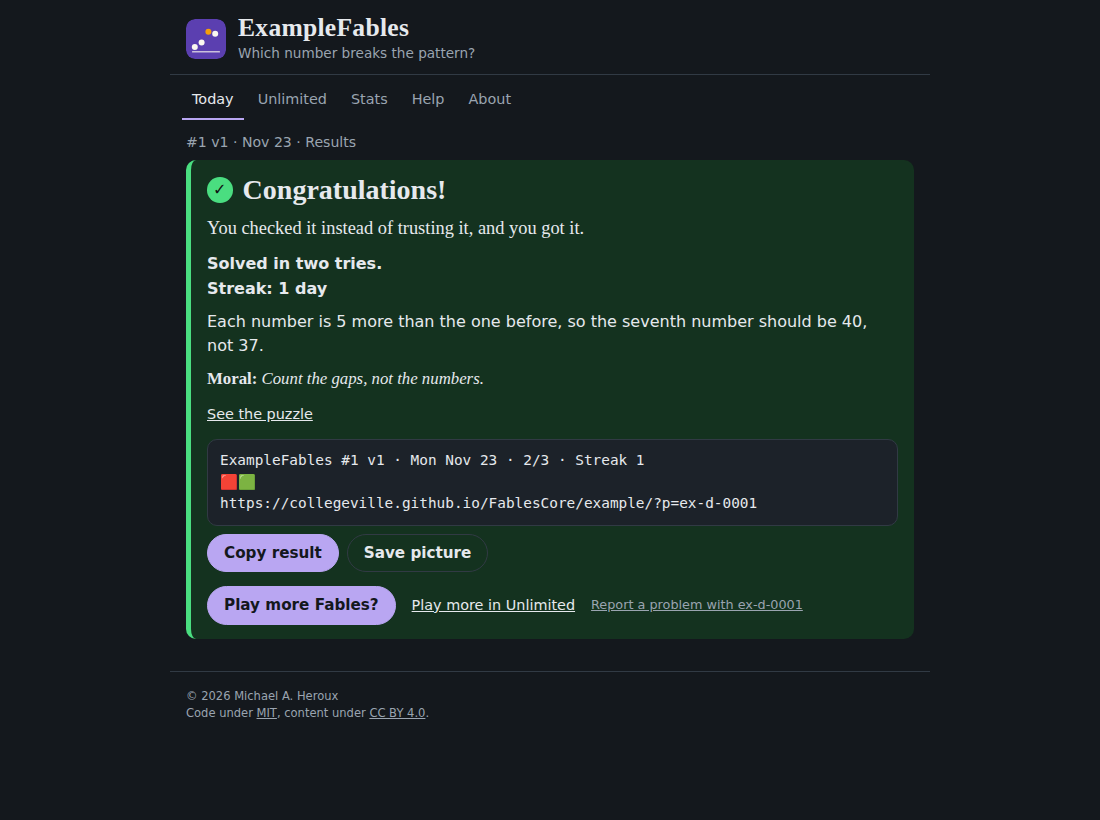 ExampleFables
Which number breaks the pattern?
Today Unlimited Stats Help About
#1 v1 · Nov 23 · Results
✓ Congratulations!
You checked it instead of trusting it, and you got it.
Solved in two tries.
Streak: 1 day
Each number is 5 more than the one before, so the seventh number should be 40,
not 37.
Moral: Count the gaps, not the numbers.
See the puzzle
ExampleFables #1 v1 · Mon Nov 23 · 2/3 · Streak 1
🟥🟩
https://collegeville.github.io/FablesCore/example/?p=ex-d-0001
Copy result Save picture
Play more Fables? Play more in Unlimited Report a problem with ex-d-0001
© 2026 Michael A. Heroux
Code under MIT, content under CC BY 4.0.